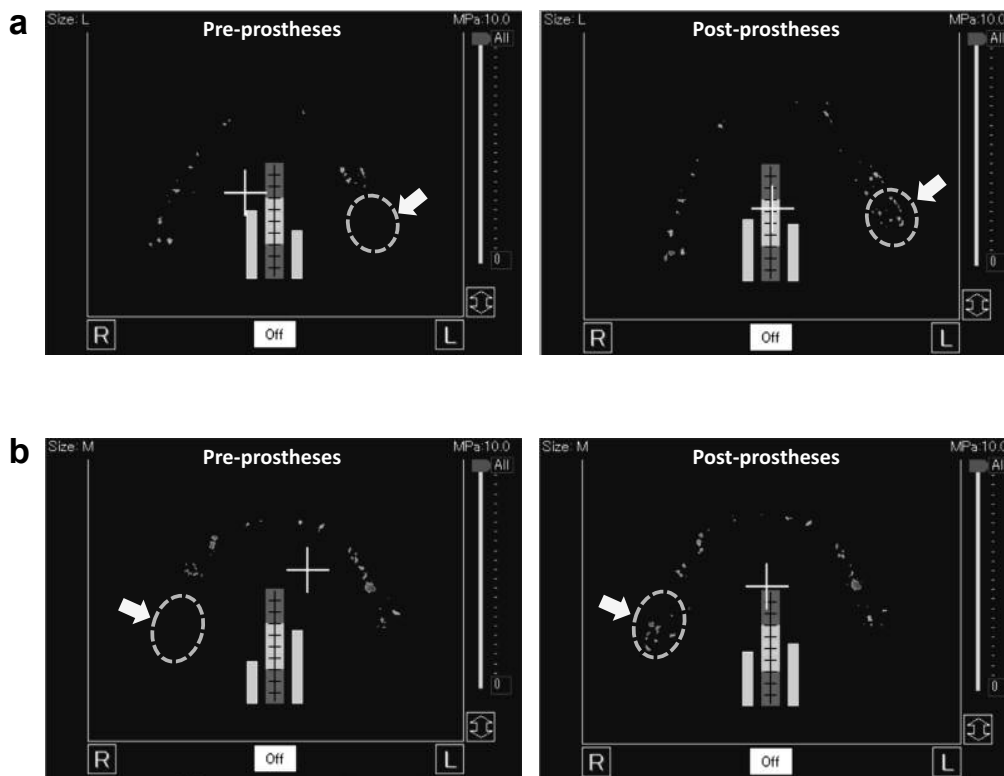 a
Size: L
Pre-prostheses
MPa:10.0
All
0
R
Off
L
Size: L
Post-prostheses
MPa:10.0
All
0
R
Off
L
b
Size: M
Pre-prostheses
MPa:10.0
All
0
R
Off
L
Size: M
Post-prostheses
MPa:10.0
All
0
R
Off
L